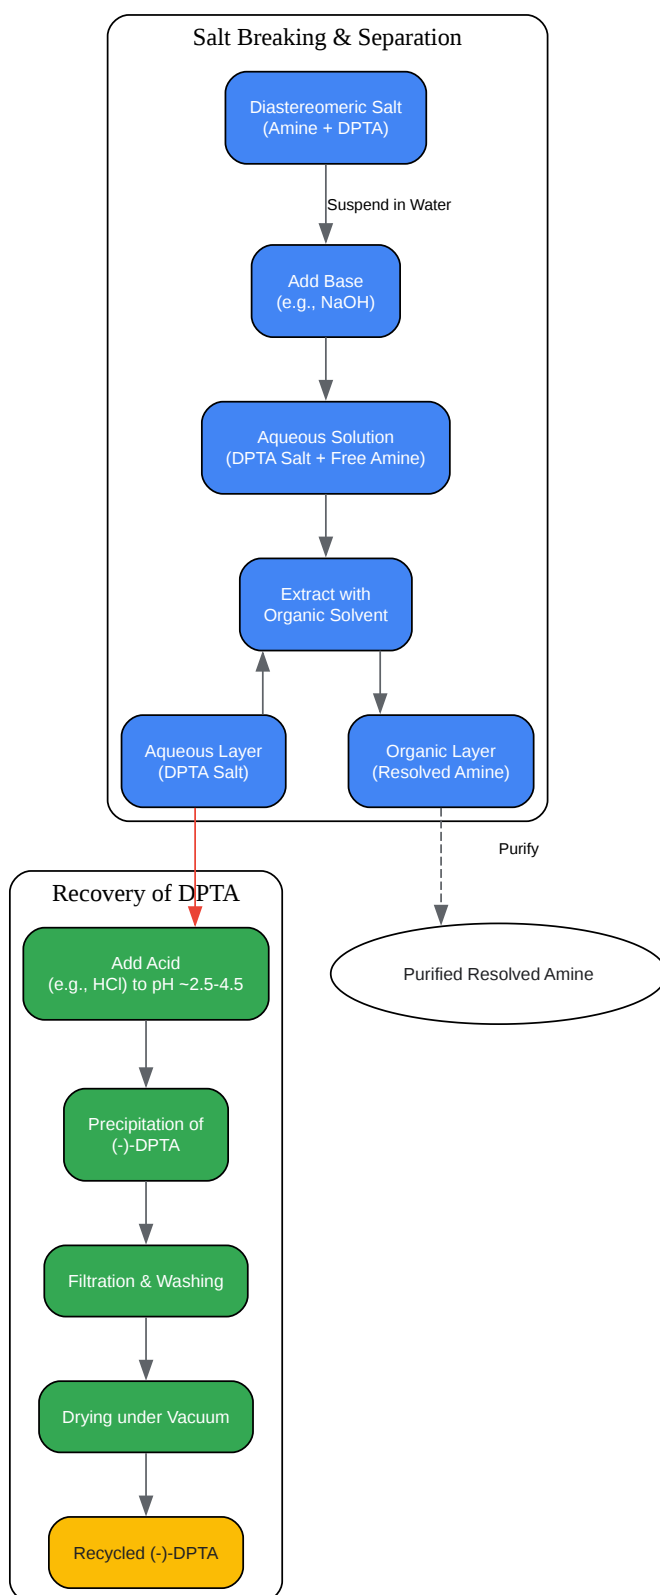 Salt Breaking & Separation
Diastereomeric Salt
(Amine + DPTA)
Suspend in Water
Add Base
(e.g., NaOH)
Aqueous Solution
(DPTA Salt + Free Amine)
Extract with
Organic Solvent
Aqueous Layer
(DPTA Salt)
Organic Layer
(Resolved Amine)
Purify
Recovery of DPTA
Add Acid
(e.g., HCl) to pH ~2.5-4.5
Purified Resolved Amine
Precipitation of
(-)-DPTA
Filtration & Washing
Drying under Vacuum
Recycled (-)-DPTA